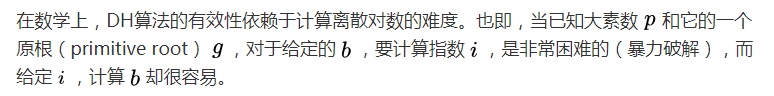 在数学上，DH算法的有效性依赖于计算离散对数的难度。也即，当已知大素数 p 和它的一个
原根（primitive root） g ，对于给定的 b ，要计算指数 i ，是非常困难的（暴力破解），而
给定 i ，计算 b 却很容易。